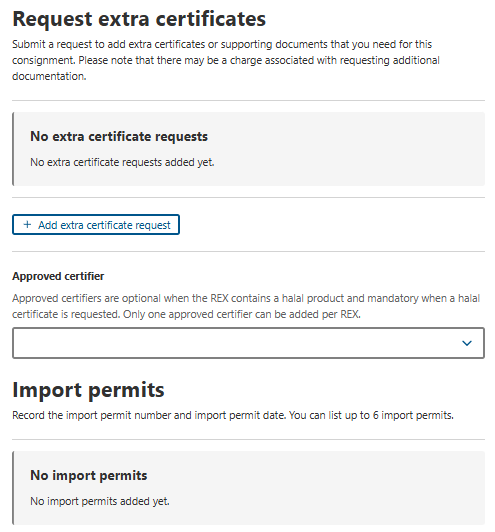 Request extra certificates
Submit a request to add extra certificates or supporting documents that you need for this
consignment. Please note that there may be a charge associated with requesting additional
documentation.
No extra certificate requests
No extra certificate requests added yet.
+ Add extra certificate request
Approved certifier
Approved certifiers are optional when the REX contains a halal product and mandatory when a halal
certificate is requested. Only one approved certifier can be added per REX.
Import permits
Record the import permit number and import permit date. You can list up to 6 import permits.
No import permits
No import permits added yet.